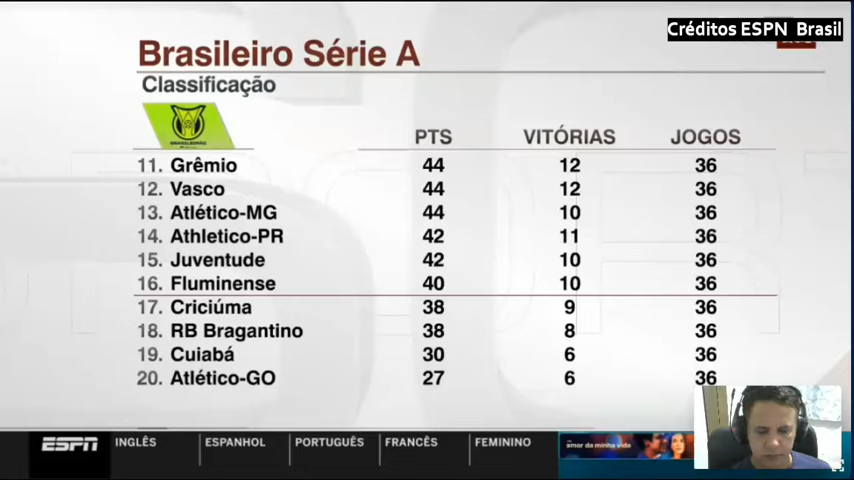 Créditos ESPN Brasil
Brasileiro Série A
Classificação
PTS VITÓRIAS JOGOS
11. Grêmio 44 12 36
12. Vasco 44 12 36
13. Atlético-MG 44 10 36
14. Athletico-PR 42 11 36
15. Juventude 42 10 36
16. Fluminense 40 10 36
17. Criciúma 38 9 36
18. RB Bragantino 38 8 36
19. Cuiabá 30 6 36
20. Atlético-GO 27 6 36
ESPN INGLÊS ESPANHOL PORTUGUÊS FRANCÊS FEMININO
amor da minha vida